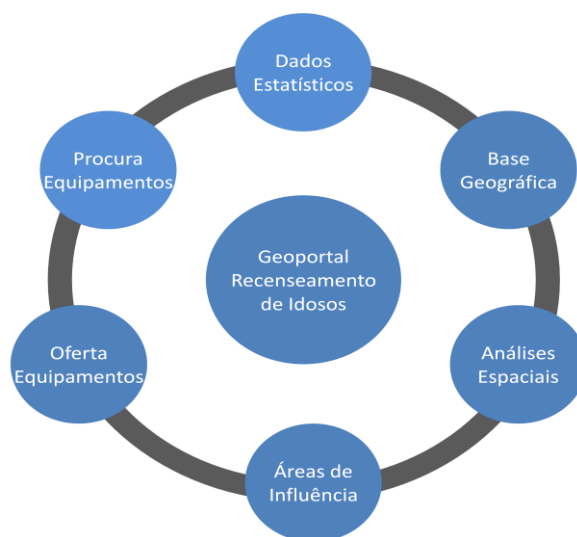 Dados
Estatísticos
Base
Geográfica
Análises
Espaciais
Áreas de
Influência
Oferta
Equipamentos
Procura
Equipamentos
Geoportal
Recenseamento
de Idosos